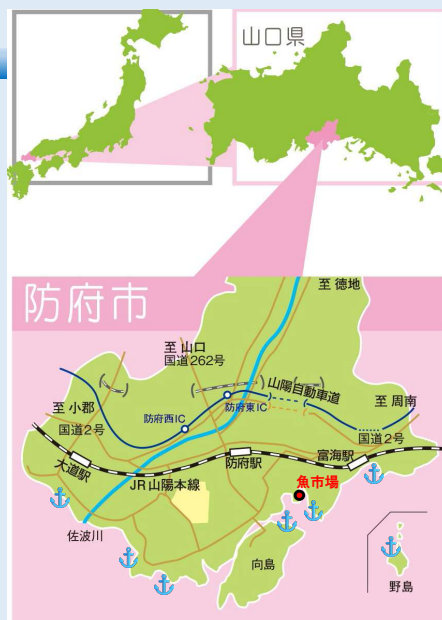 山口県
防府市
至 徳地
至 山口
国道262号
山陽自動車道
至 小郡
国道2号
防府西IC
防府東IC
至 周南
国道2号
富海駅
防府駅
大道駅
JR山陽本線
魚市場
佐波川
向島
野島